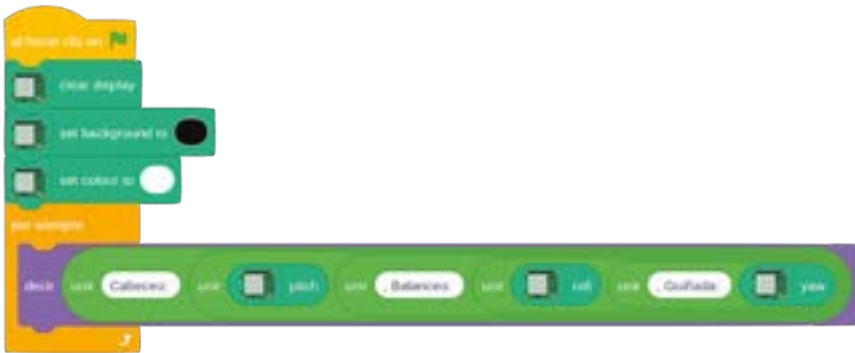 al hacer clic en
clear display
set background to
set colour to
por siempre
decir unir Cabeceo: unir pitch unir , Balanceo: unir roll unir , Guiñada: yaw